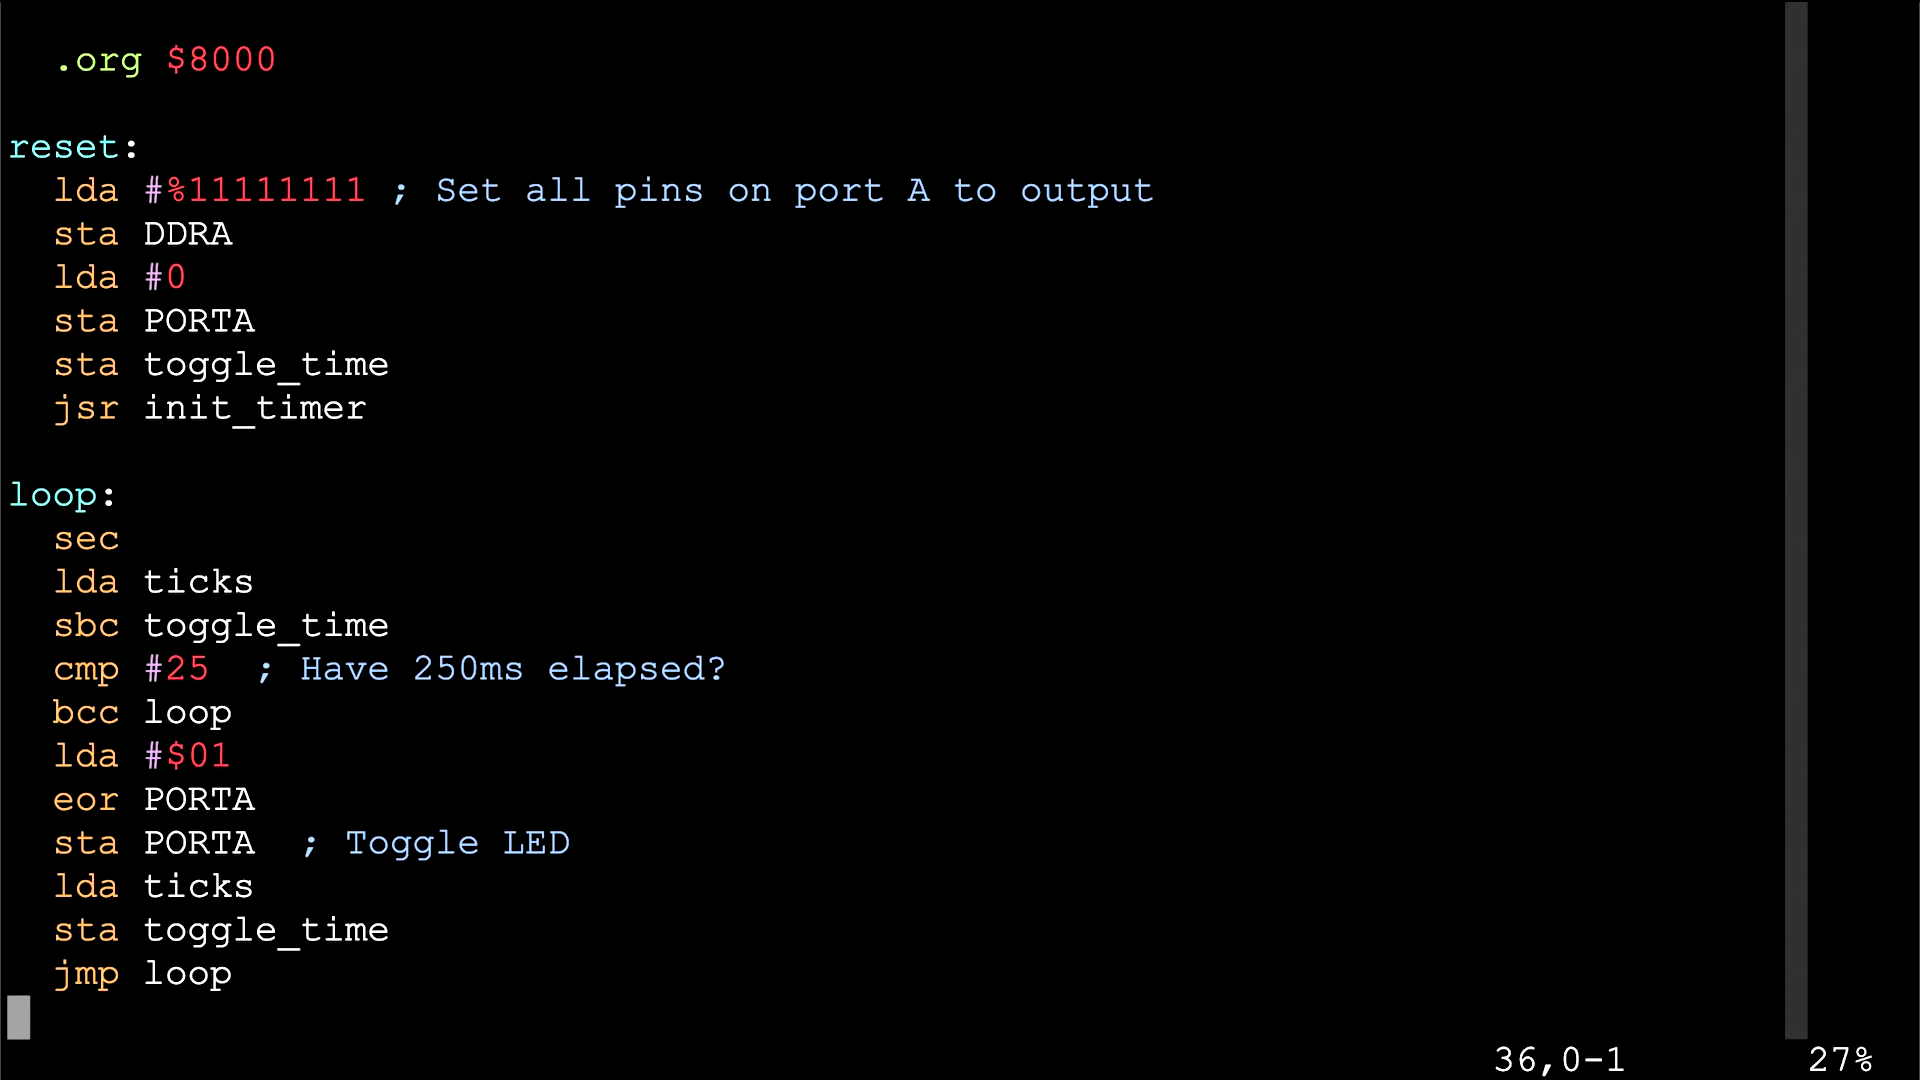 .org $8000
reset:
lda #%11111111 ; Set all pins on port A to output
sta DDRA
lda #0
sta PORTA
sta toggle_time
jsr init_timer
loop:
sec
lda ticks
sbc toggle_time
cmp #25 ; Have 250ms elapsed?
bcc loop
lda #$01
eor PORTA
sta PORTA ; Toggle LED
lda ticks
sta toggle_time
jmp loop
36,0-1 27%